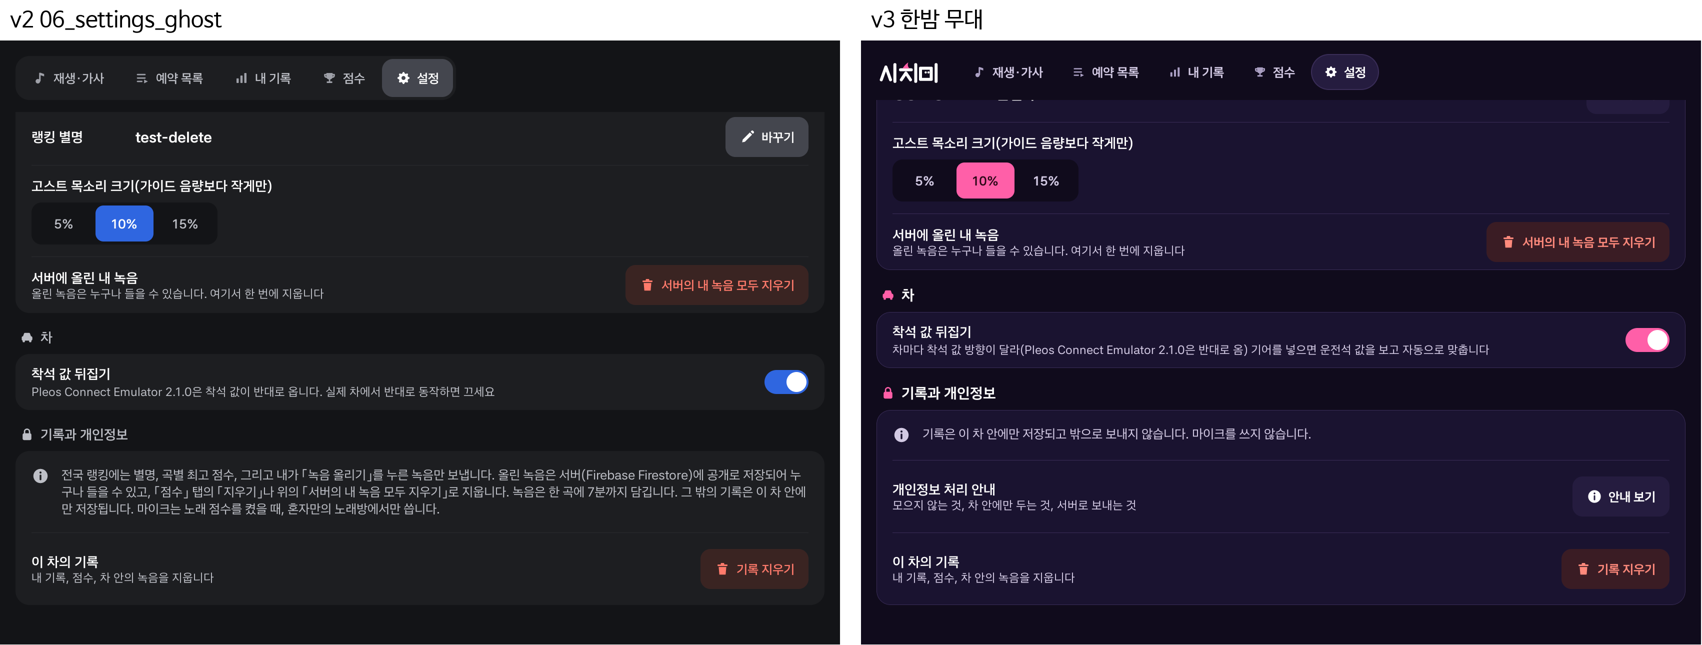 v2 06_settings_ghost
재생·가사
예약 목록
내 기록
점수
설정
랭킹 별명
test-delete
바꾸기
고스트 목소리 크기(가이드 음량보다 작게만)
5%
10%
15%
서버에 올린 내 녹음
올린 녹음은 누구나 들을 수 있습니다. 여기서 한 번에 지웁니다
서버의 내 녹음 모두 지우기
차
착석 값 뒤집기
Pleos Connect Emulator 2.1.0은 착석 값이 반대로 옵니다. 실제 차에서 반대로 동작하면 끄세요
기록과 개인정보
전국 랭킹에는 별명, 곡별 최고 점수, 그리고 내가 「녹음 올리기」를 누른 녹음만 보냅니다. 올린 녹음은 서버(Firebase Firestore)에 공개로 저장되어 누
구나 들을 수 있고, 「점수」 탭의 「지우기」나 위의 「서버의 내 녹음 모두 지우기」로 지웁니다. 녹음은 한 곡에 7분까지 담깁니다. 그 밖의 기록은 이 차 안에
만 저장됩니다. 마이크는 노래 점수를 켰을 때, 혼자만의 노래방에서만 씁니다.
이 차의 기록
내 기록, 점수, 차 안의 녹음을 지웁니다
기록 지우기
v3 한밤 무대
시치미
재생·가사
예약 목록
내 기록
점수
설정
고스트 목소리 크기(가이드 음량보다 작게만)
5%
10%
15%
서버에 올린 내 녹음
올린 녹음은 누구나 들을 수 있습니다. 여기서 한 번에 지웁니다
서버의 내 녹음 모두 지우기
차
착석 값 뒤집기
차마다 착석 값 방향이 달라(Pleos Connect Emulator 2.1.0은 반대로 옴) 기어를 넣으면 운전석 값을 보고 자동으로 맞춥니다
기록과 개인정보
기록은 이 차 안에만 저장되고 밖으로 보내지 않습니다. 마이크를 쓰지 않습니다.
개인정보 처리 안내
모으지 않는 것, 차 안에만 두는 것, 서버로 보내는 것
안내 보기
이 차의 기록
내 기록, 점수, 차 안의 녹음을 지웁니다
기록 지우기